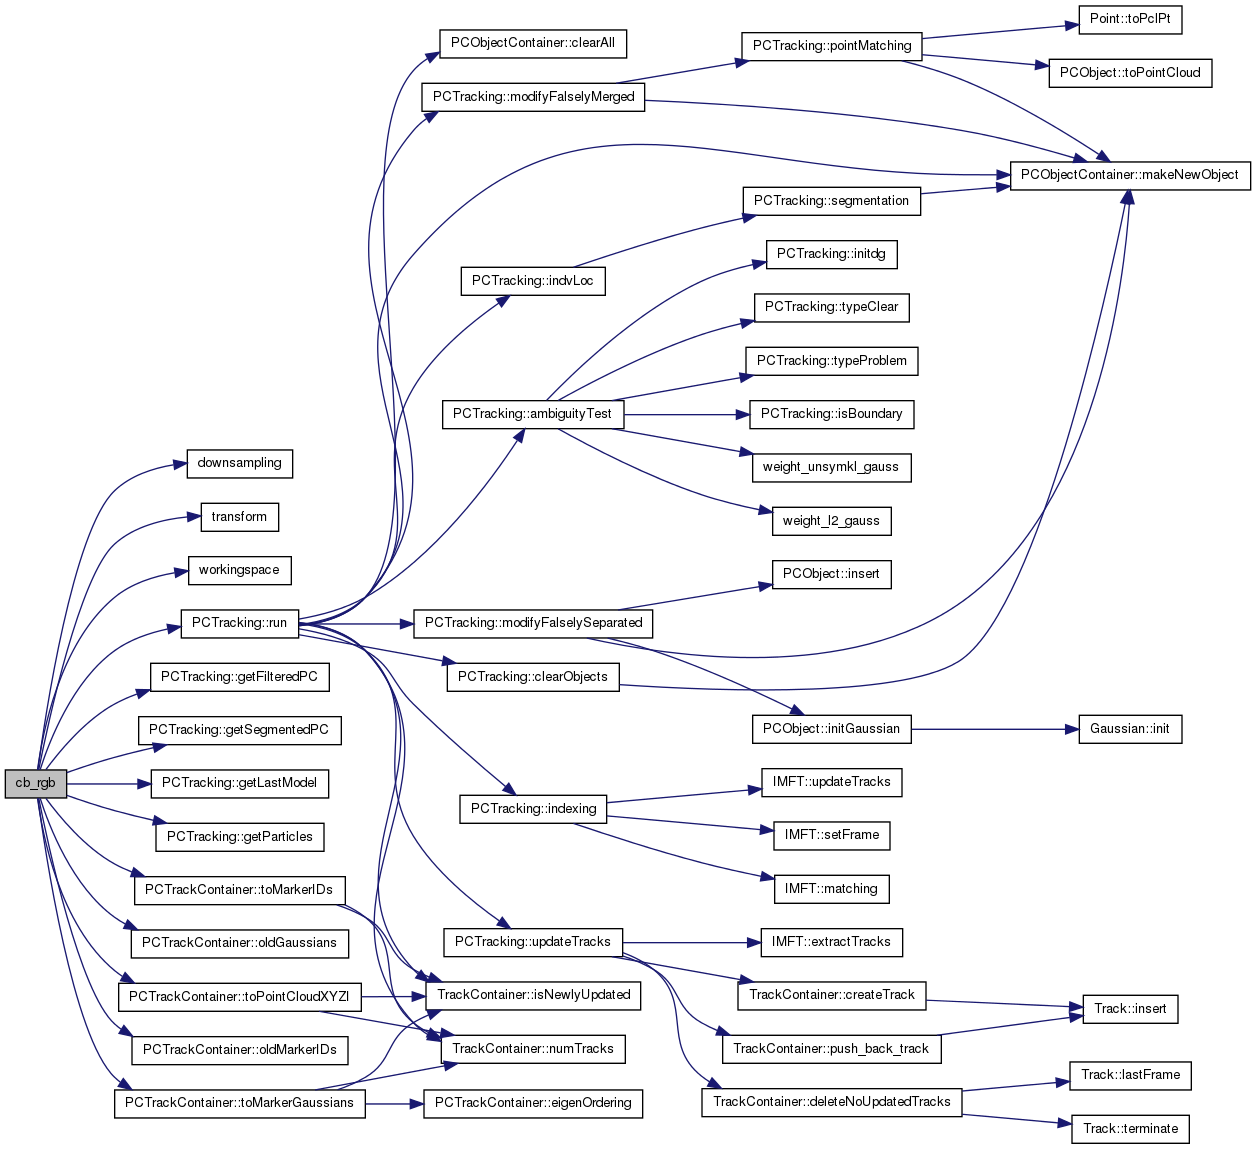 Point::toPclPt
PCObjectContainer::clearAll
PCTracking::pointMatching
PCObject::toPointCloud
PCTracking::modifyFalselyMerged
PCObjectContainer::makeNewObject
PCTracking::segmentation
PCTracking::initdg
PCTracking::indvLoc
PCTracking::typeClear
PCTracking::typeProblem
PCTracking::ambiguityTest
PCTracking::isBoundary
downsampling
weight_unsymkl_gauss
transform
weight_l2_gauss
workingspace
PCObject::insert
PCTracking::run
PCTracking::modifyFalselySeparated
PCTracking::getFilteredPC
PCTracking::clearObjects
PCTracking::getSegmentedPC
PCObject::initGaussian
Gaussian::init
cb_rgb
PCTracking::getLastModel
IMFT::updateTracks
PCTracking::indexing
PCTracking::getParticles
IMFT::setFrame
PCTrackContainer::toMarkerIDs
IMFT::matching
PCTrackContainer::oldGaussians
PCTracking::updateTracks
IMFT::extractTracks
PCTrackContainer::toPointCloudXYZI
TrackContainer::isNewlyUpdated
TrackContainer::createTrack
Track::insert
PCTrackContainer::oldMarkerIDs
TrackContainer::numTracks
TrackContainer::push_back_track
Track::lastFrame
PCTrackContainer::toMarkerGaussians
PCTrackContainer::eigenOrdering
TrackContainer::deleteNoUpdatedTracks
Track::terminate